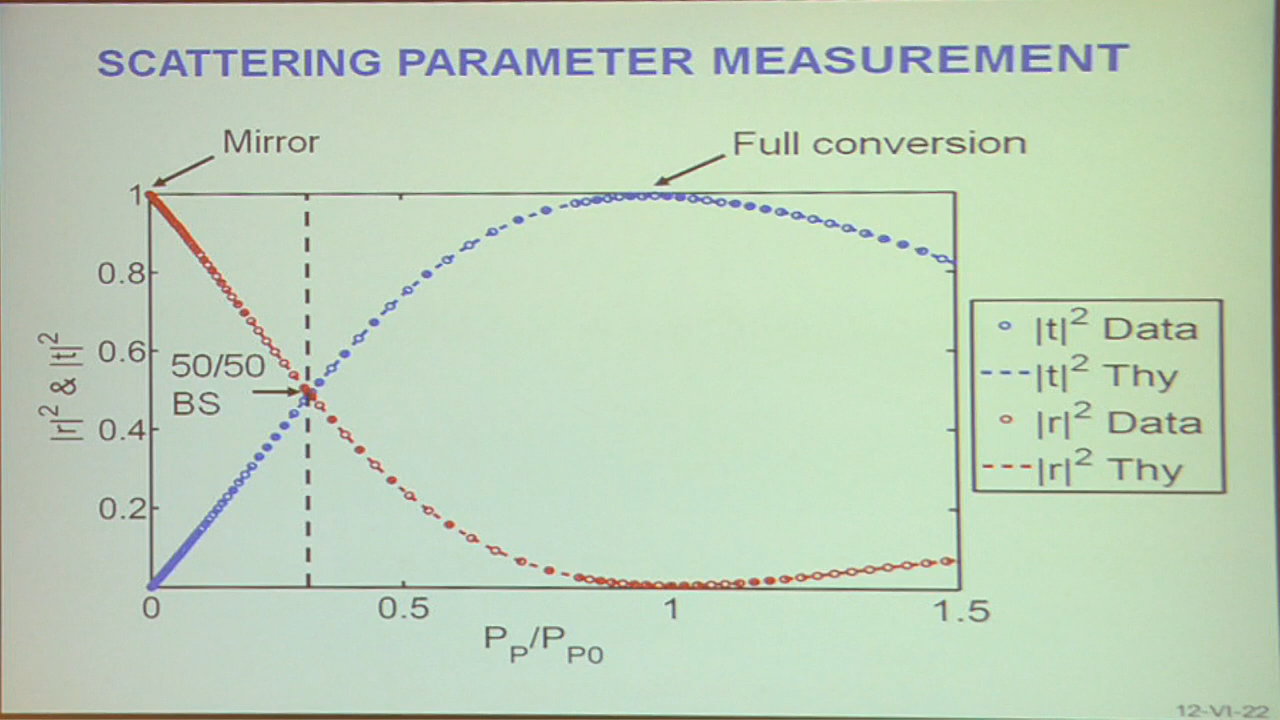 SCATTERING PARAMETER MEASUREMENT
Mirror
Full conversion
1
0.8
0.6
0.4
0.2
|r|² & |t|²
50/50
BS
|t|² Data
|t|² Thy
|r|² Data
|r|² Thy
0
0.5
1
1.5
P_P/P_P0
12-VI-22